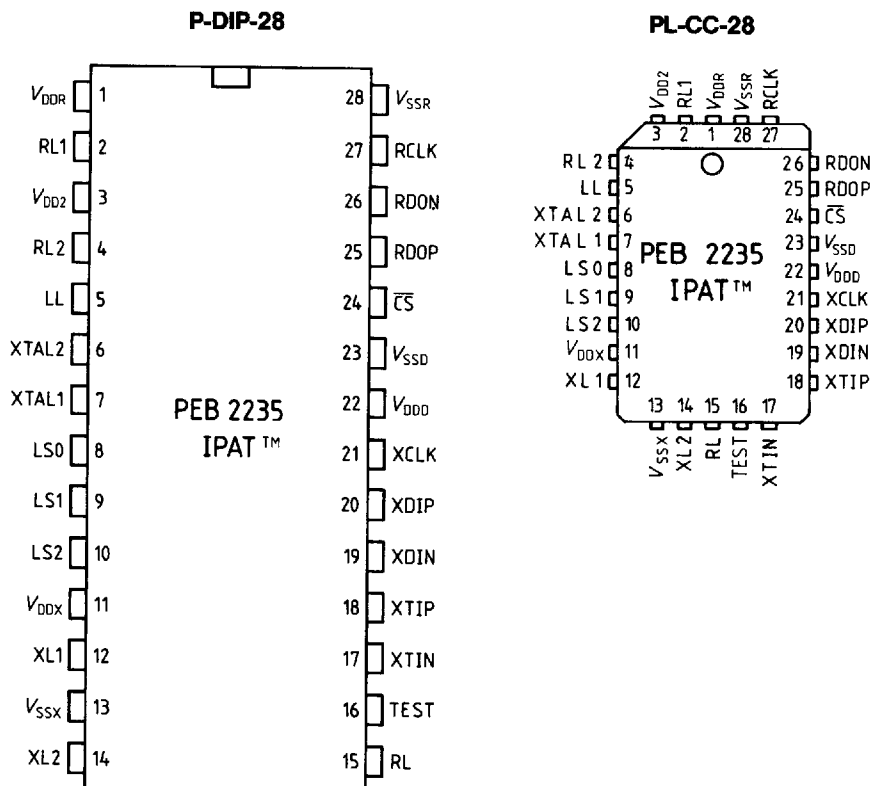 P-DIP-28
VDDR 1
RL1 2
VDD2 3
RL2 4
LL 5
XTAL2 6
XTAL1 7
LS0 8
LS1 9
LS2 10
VDDX 11
XL1 12
VSSX 13
XL2 14
28 VSSR
27 RCLK
26 RDON
25 RDOP
24 C̅S̅
23 VSSD
22 VDDD
21 XCLK
20 XDIP
19 XDIN
18 XTIP
17 XTIN
16 TEST
15 RL
PEB 2235
IPAT™
PL-CC-28
VDD2 RL1 VDDR VSSR RCLK
3 2 1 28 27
RL2 4
LL 5
XTAL2 6
XTAL1 7
LS0 8
LS1 9
LS2 10
VDDX 11
XL1 12
26 RDON
25 RDOP
24 C̅S̅
23 VSSD
22 VDDD
21 XCLK
20 XDIP
19 XDIN
18 XTIP
PEB 2235
IPAT™
13 14 15 16 17
VSSX XL2 RL TEST XTIN